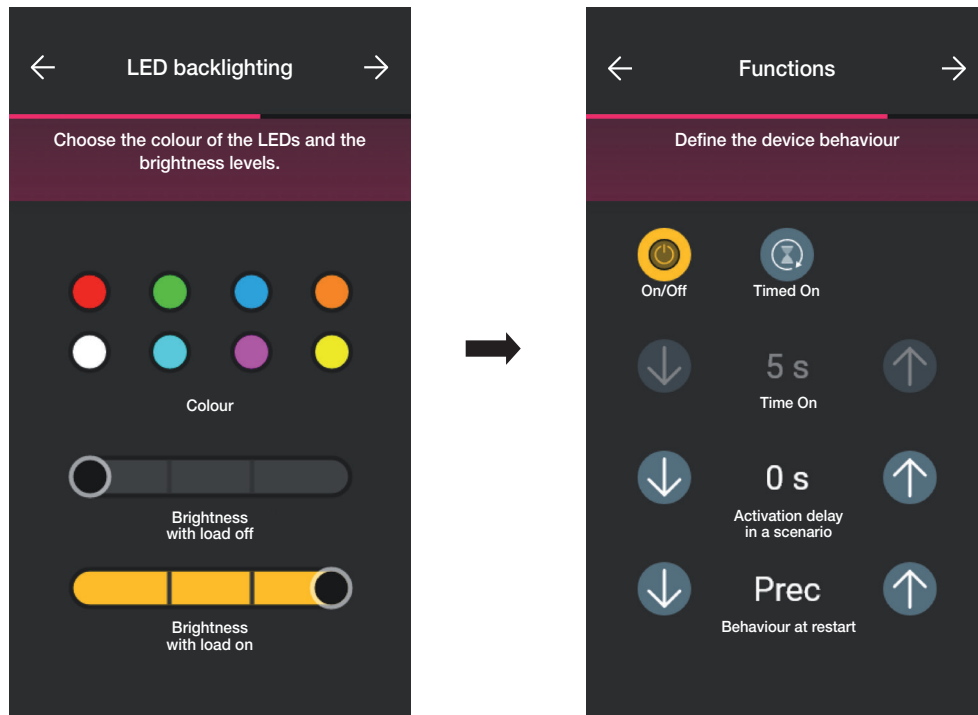 LED backlighting
Choose the colour of the LEDs and the
brightness levels.
Colour
Brightness
with load off
Brightness
with load on
Functions
Define the device behaviour
On/Off
Timed On
5 s
Time On
0 s
Activation delay
in a scenario
Prec
Behaviour at restart